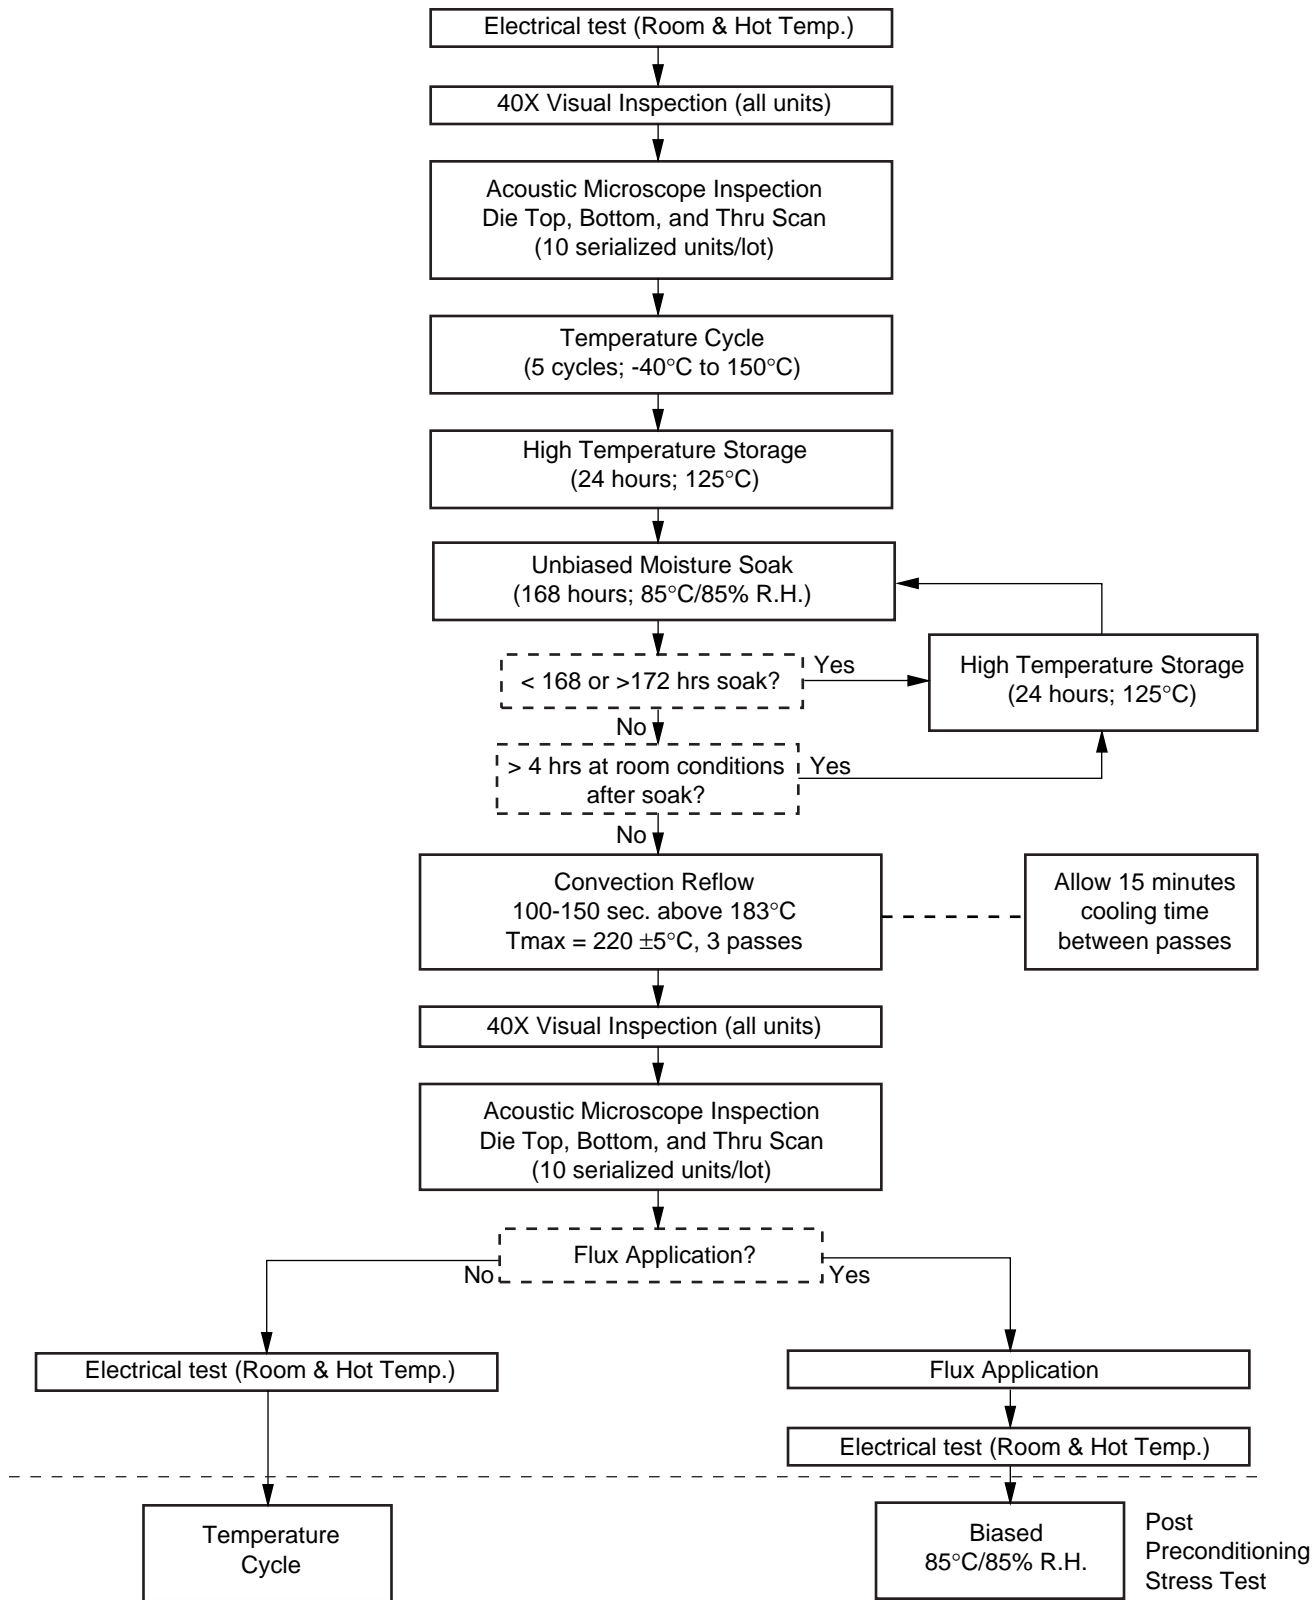 Electrical test (Room & Hot Temp.)
40X Visual Inspection (all units)
Acoustic Microscope Inspection
Die Top, Bottom, and Thru Scan
(10 serialized units/lot)
Temperature Cycle
(5 cycles; -40°C to 150°C)
High Temperature Storage
(24 hours; 125°C)
Unbiased Moisture Soak
(168 hours; 85°C/85% R.H.)
< 168 or >172 hrs soak?
Yes
High Temperature Storage
(24 hours; 125°C)
No
> 4 hrs at room conditions
after soak?
Yes
No
Convection Reflow
100-150 sec. above 183°C
Tmax = 220 ±5°C, 3 passes
Allow 15 minutes
cooling time
between passes
40X Visual Inspection (all units)
Acoustic Microscope Inspection
Die Top, Bottom, and Thru Scan
(10 serialized units/lot)
Flux Application?
No
Yes
Electrical test (Room & Hot Temp.)
Flux Application
Electrical test (Room & Hot Temp.)
Temperature
Cycle
Biased
85°C/85% R.H.
Post
Preconditioning
Stress Test